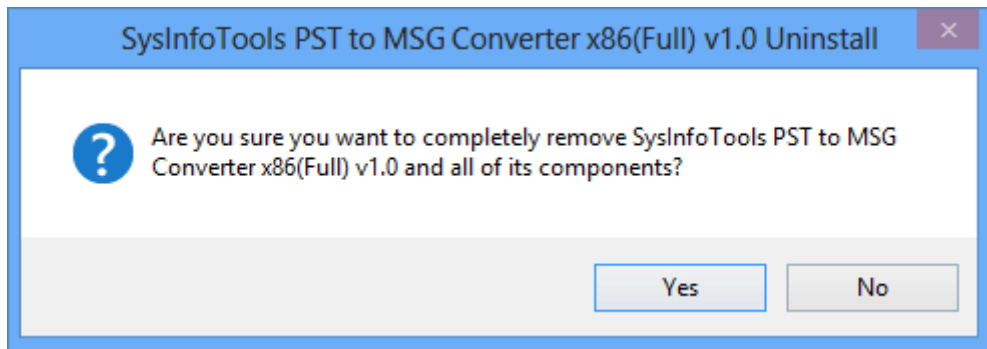 SysInfoTools PST to MSG Converter x86(Full) v1.0 Uninstall
Are you sure you want to completely remove SysInfoTools PST to MSG
Converter x86(Full) v1.0 and all of its components?
Yes No